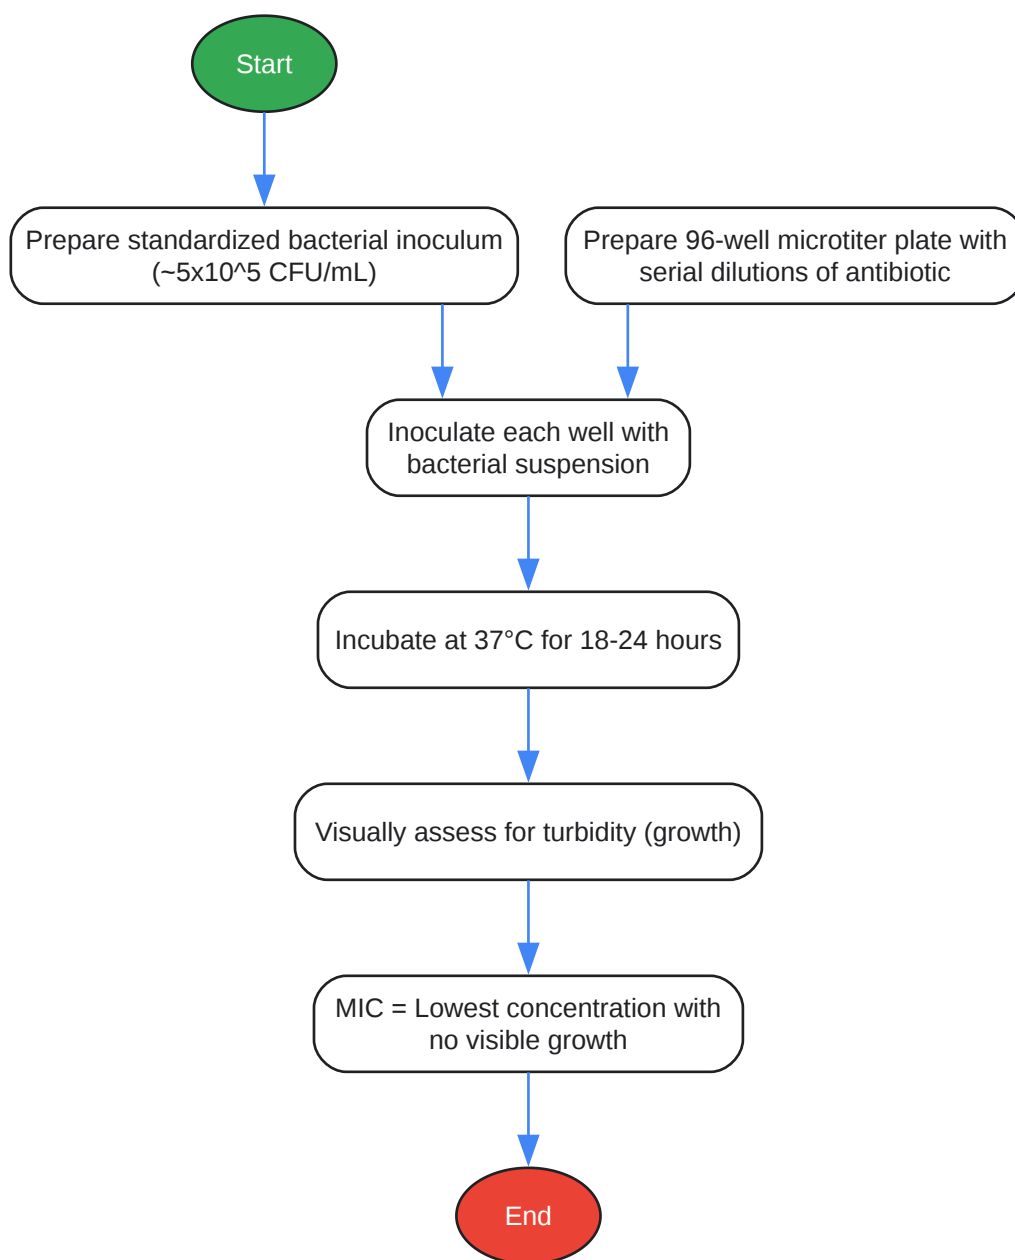 Start
Prepare standardized bacterial inoculum
(~5x10^5 CFU/mL)
Prepare 96-well microtiter plate with
serial dilutions of antibiotic
Inoculate each well with
bacterial suspension
Incubate at 37°C for 18-24 hours
Visually assess for turbidity (growth)
MIC = Lowest concentration with
no visible growth
End